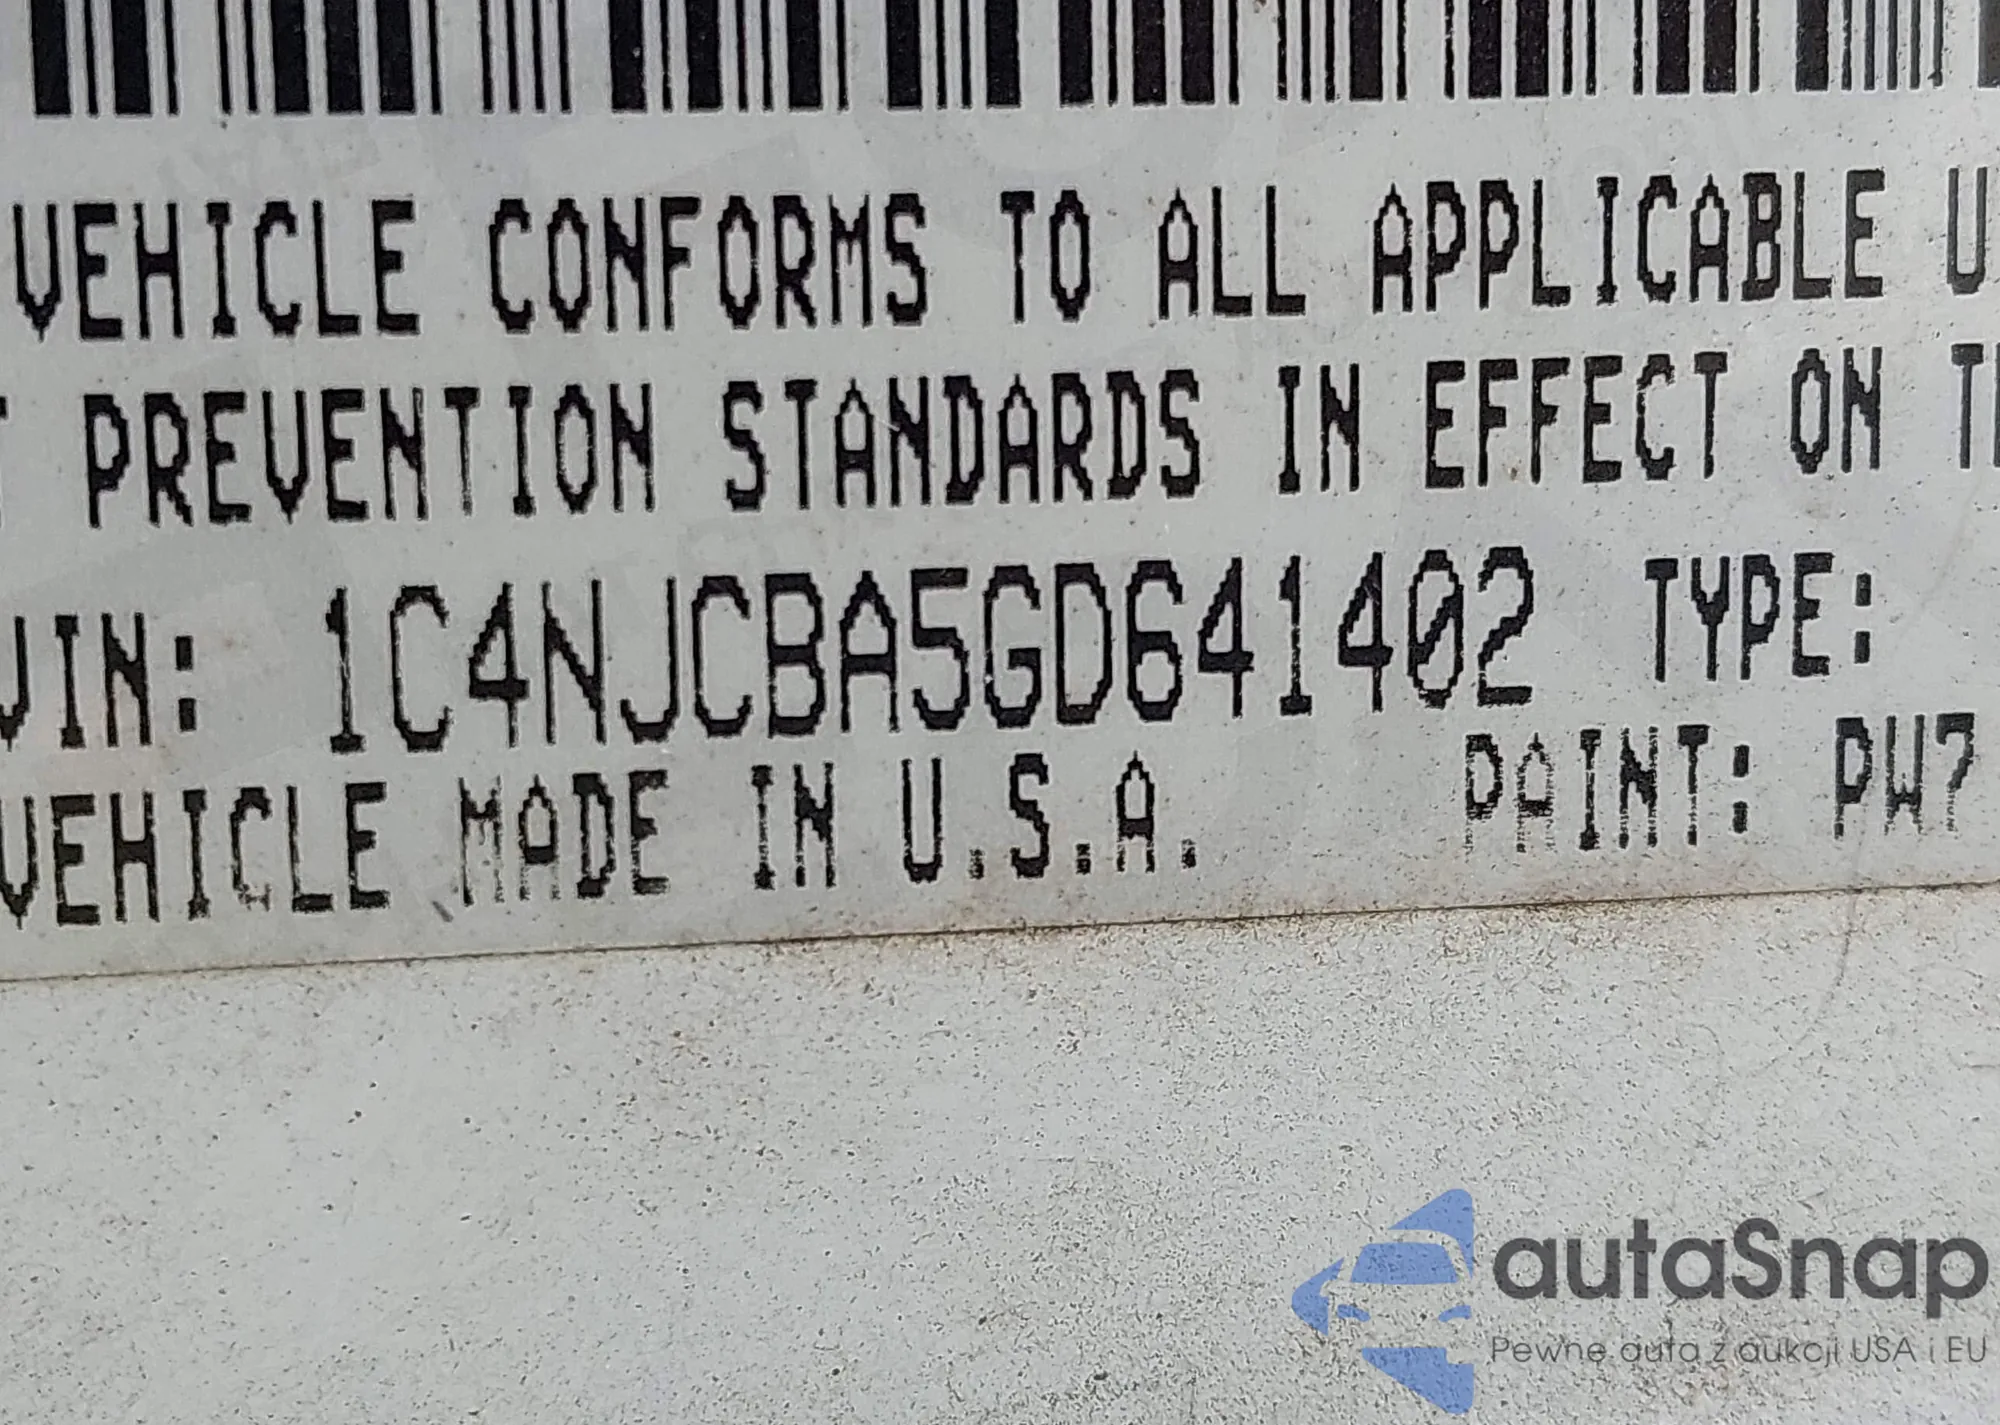 VEHICLE CONFORMS TO ALL APPLICABLE U
T PREVENTION STANDARDS IN EFFECT ON TH
VIN: 1C4NJCBA5GD641402 TYPE:
VEHICLE MADE IN U.S.A. PAINT: PW7
autaSnap
Pewne auta z aukcji USA i EU